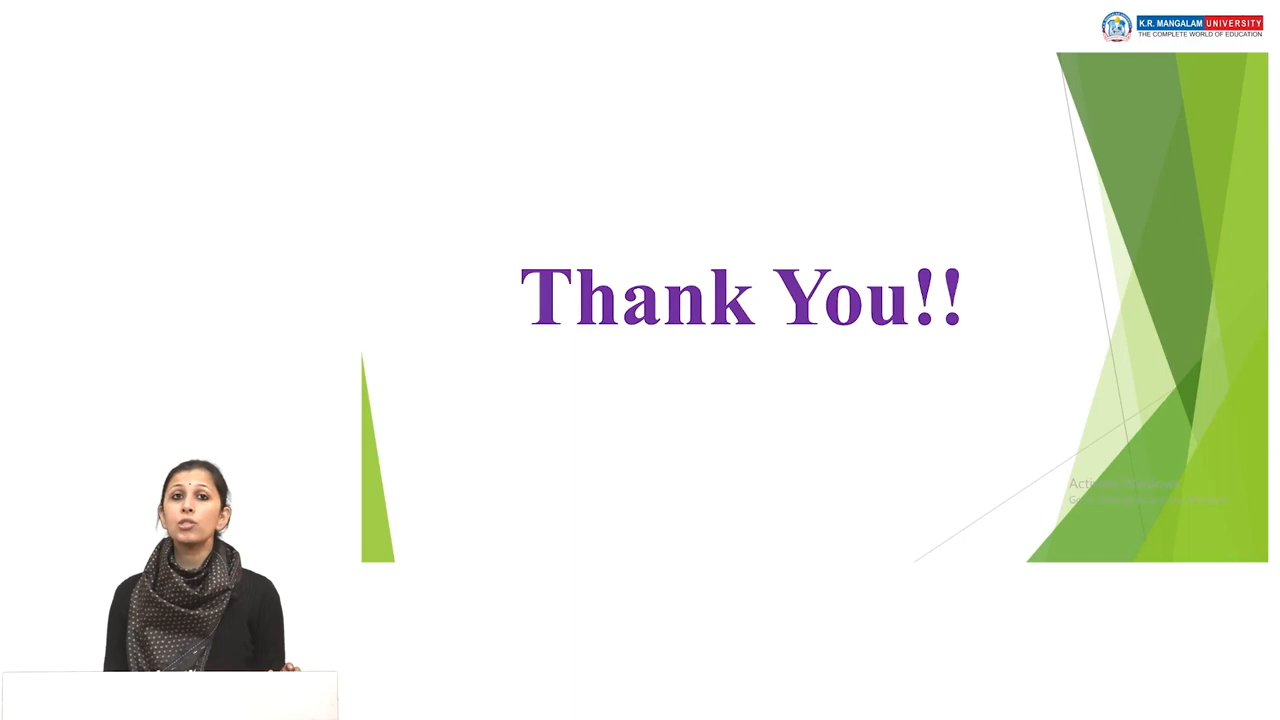 K.R. MANGALAM UNIVERSITY
THE COMPLETE WORLD OF EDUCATION
Thank You!!